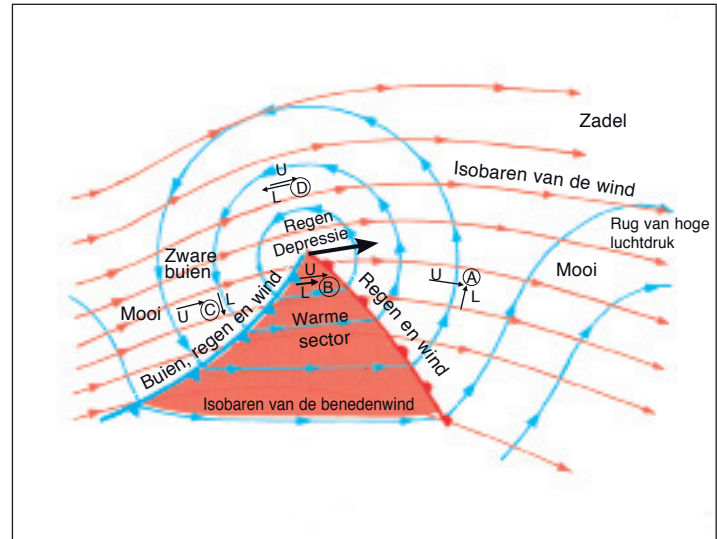 Zadel
Isobaren van de wind
Rug van hoge
luchtdruk
U
L D
Regen
Depressie
Zware
buien
Mooi
U A
L
U
L B
Mooi
U C L
Buien, regen en wind
Regen en wind
Warme
sector
Isobaren van de benedenwind